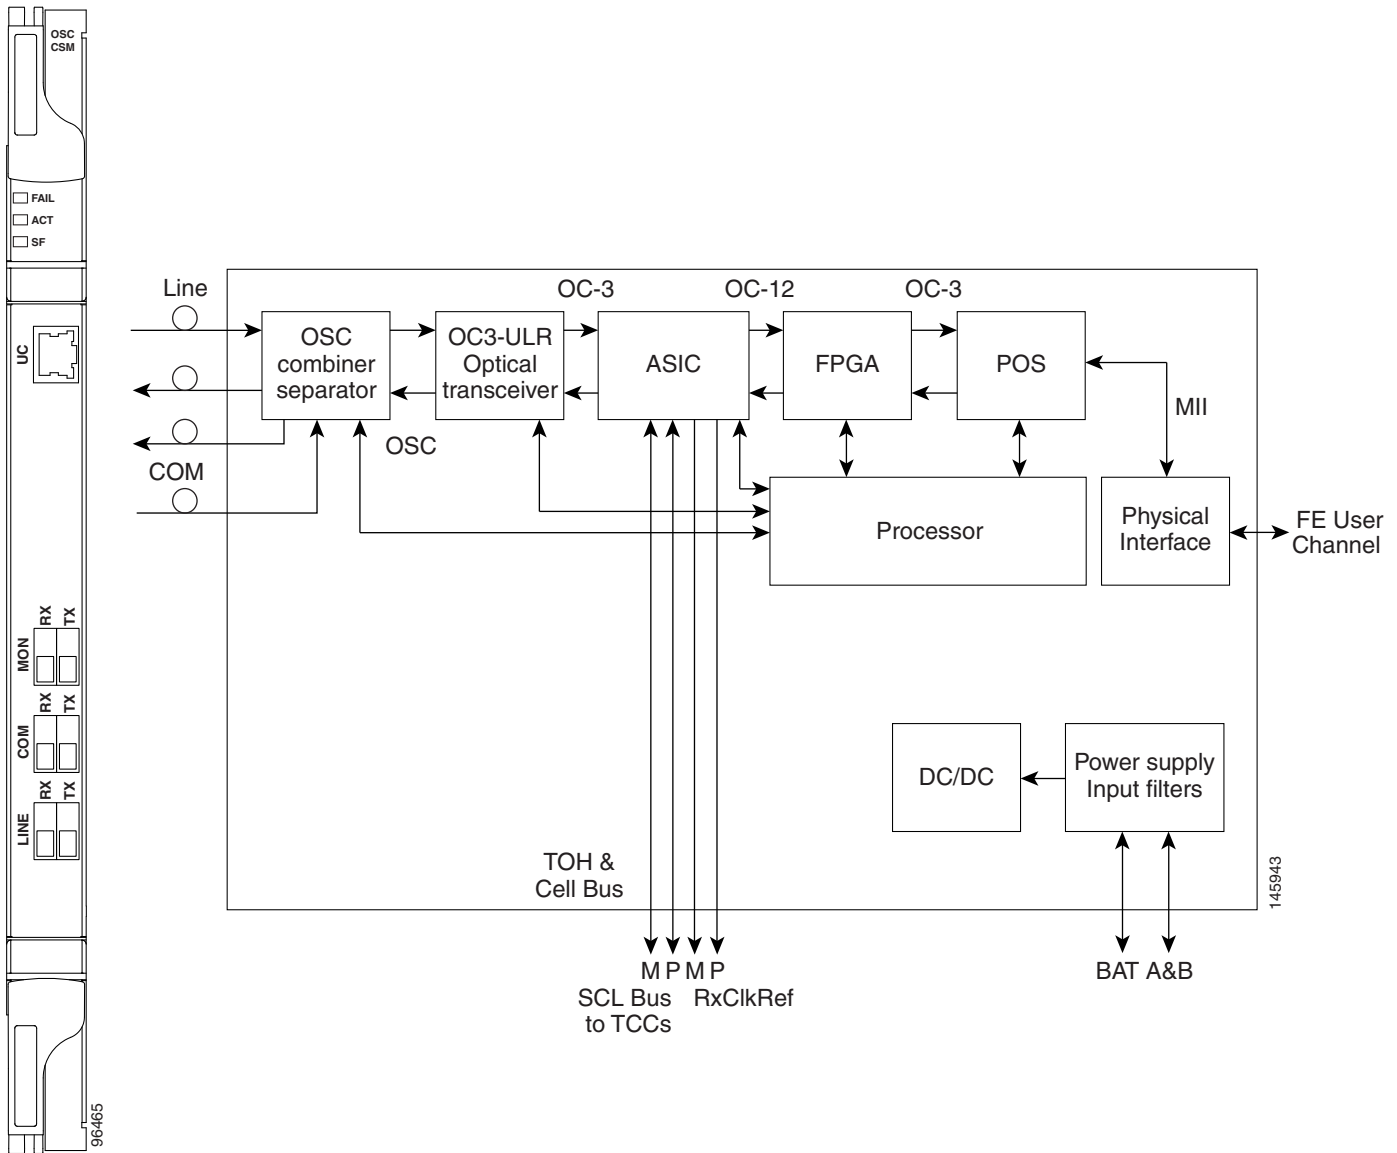 OSC
CSM
FAIL
ACT
SF
UC
RX
TX
MON
RX
TX
COM
RX
TX
LINE
96465
Line
COM
OC-3
OC-12
OC-3
OSC
combiner
separator
OC3-ULR
Optical
transceiver
ASIC
FPGA
POS
OSC
MII
Processor
Physical
Interface
FE User
Channel
DC/DC
Power supply
Input filters
TOH &
Cell Bus
M P M P
SCL Bus
to TCCs
RxClkRef
BAT A&B
145943